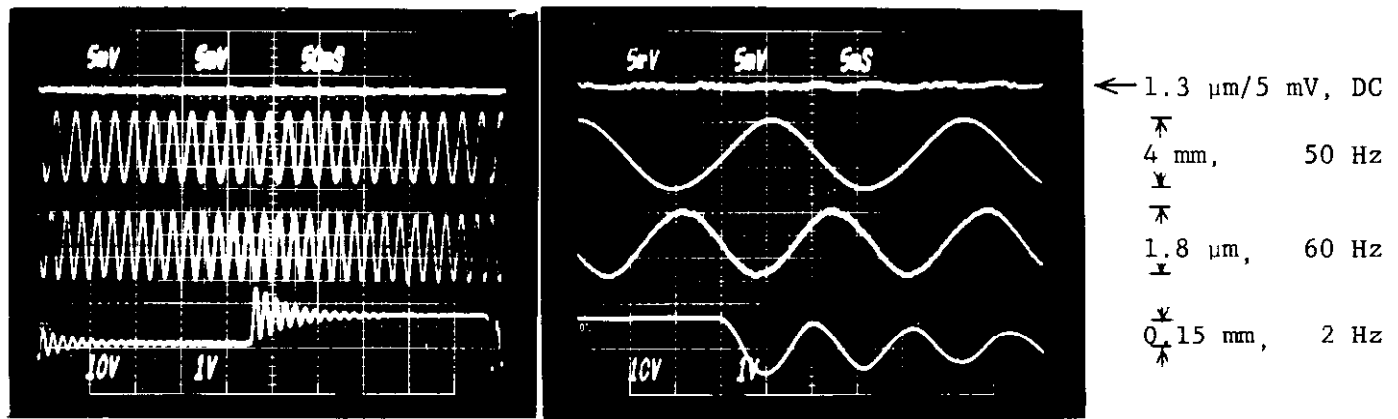 5mV 5mV 50mS
10V 1V
5mV 5mV 5mS
10V 1V
1.3 μm/5 mV, DC
4 mm, 50 Hz
1.8 μm, 60 Hz
0.15 mm, 2 Hz